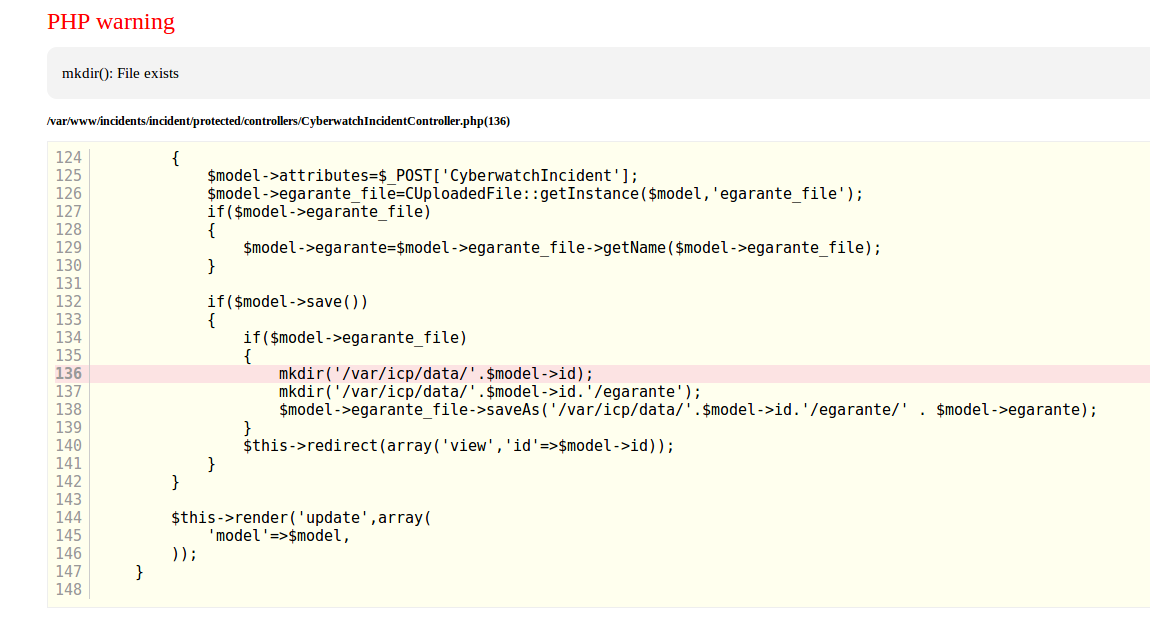 PHP warning
mkdir(): File exists
/var/www/incidents/incident/protected/controllers/CyberwatchIncidentController.php(136)
124         {
125             $model->attributes=$_POST['CyberwatchIncident'];
126             $model->egarante_file=CUploadedFile::getInstance($model,'egarante_file');
127             if($model->egarante_file)
128             {
129                 $model->egarante=$model->egarante_file->getName($model->egarante_file);
130             }
131
132             if($model->save())
133             {
134                 if($model->egarante_file)
135                 {
136                     mkdir('/var/icp/data/'.$model->id);
137                     mkdir('/var/icp/data/'.$model->id.'/egarante');
138                     $model->egarante_file->saveAs('/var/icp/data/'.$model->id.'/egarante/' . $model->egarante);
139                 }
140                 $this->redirect(array('view','id'=>$model->id));
141             }
142         }
143
144         $this->render('update',array(
145             'model'=>$model,
146         ));
147     }
148